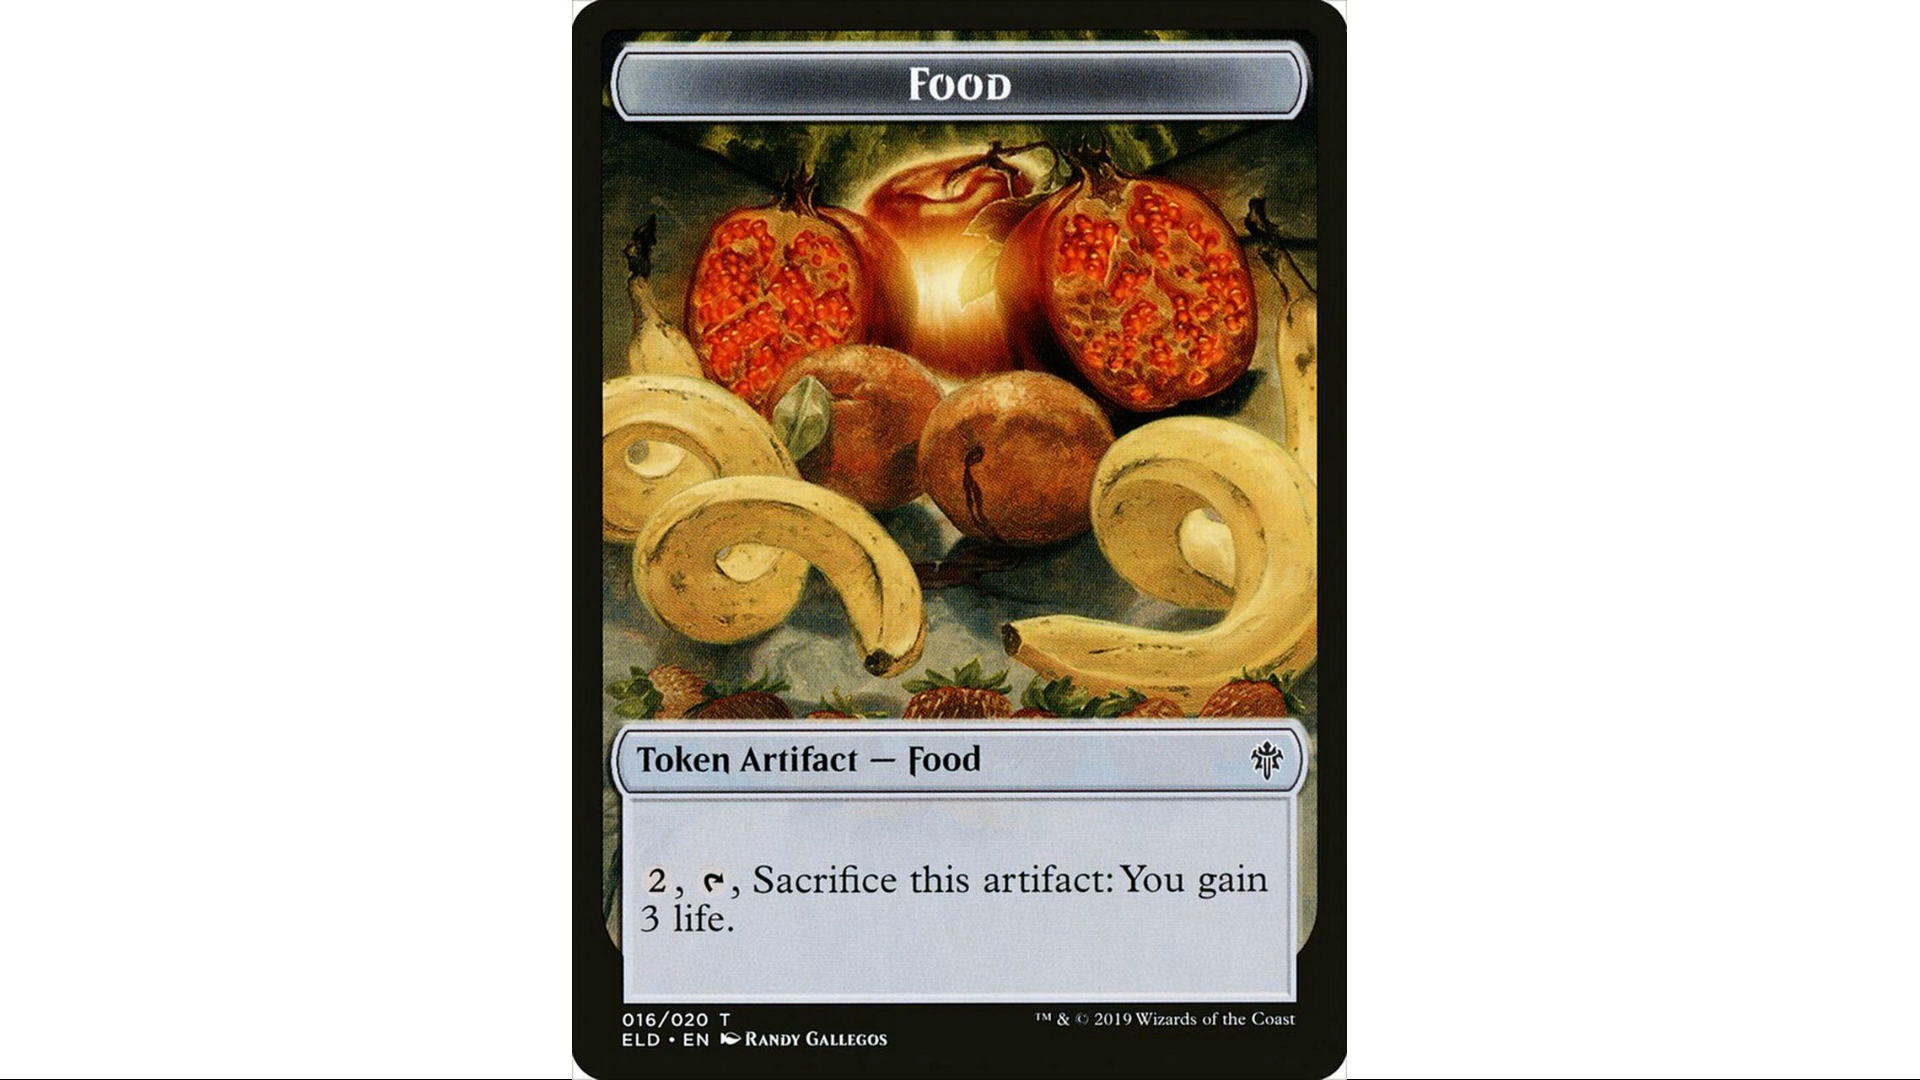 Food
Token Artifact — Food
2, , Sacrifice this artifact: You gain
3 life.
016/020 T
™ & © 2019 Wizards of the Coast
ELD • EN Randy Gallegos